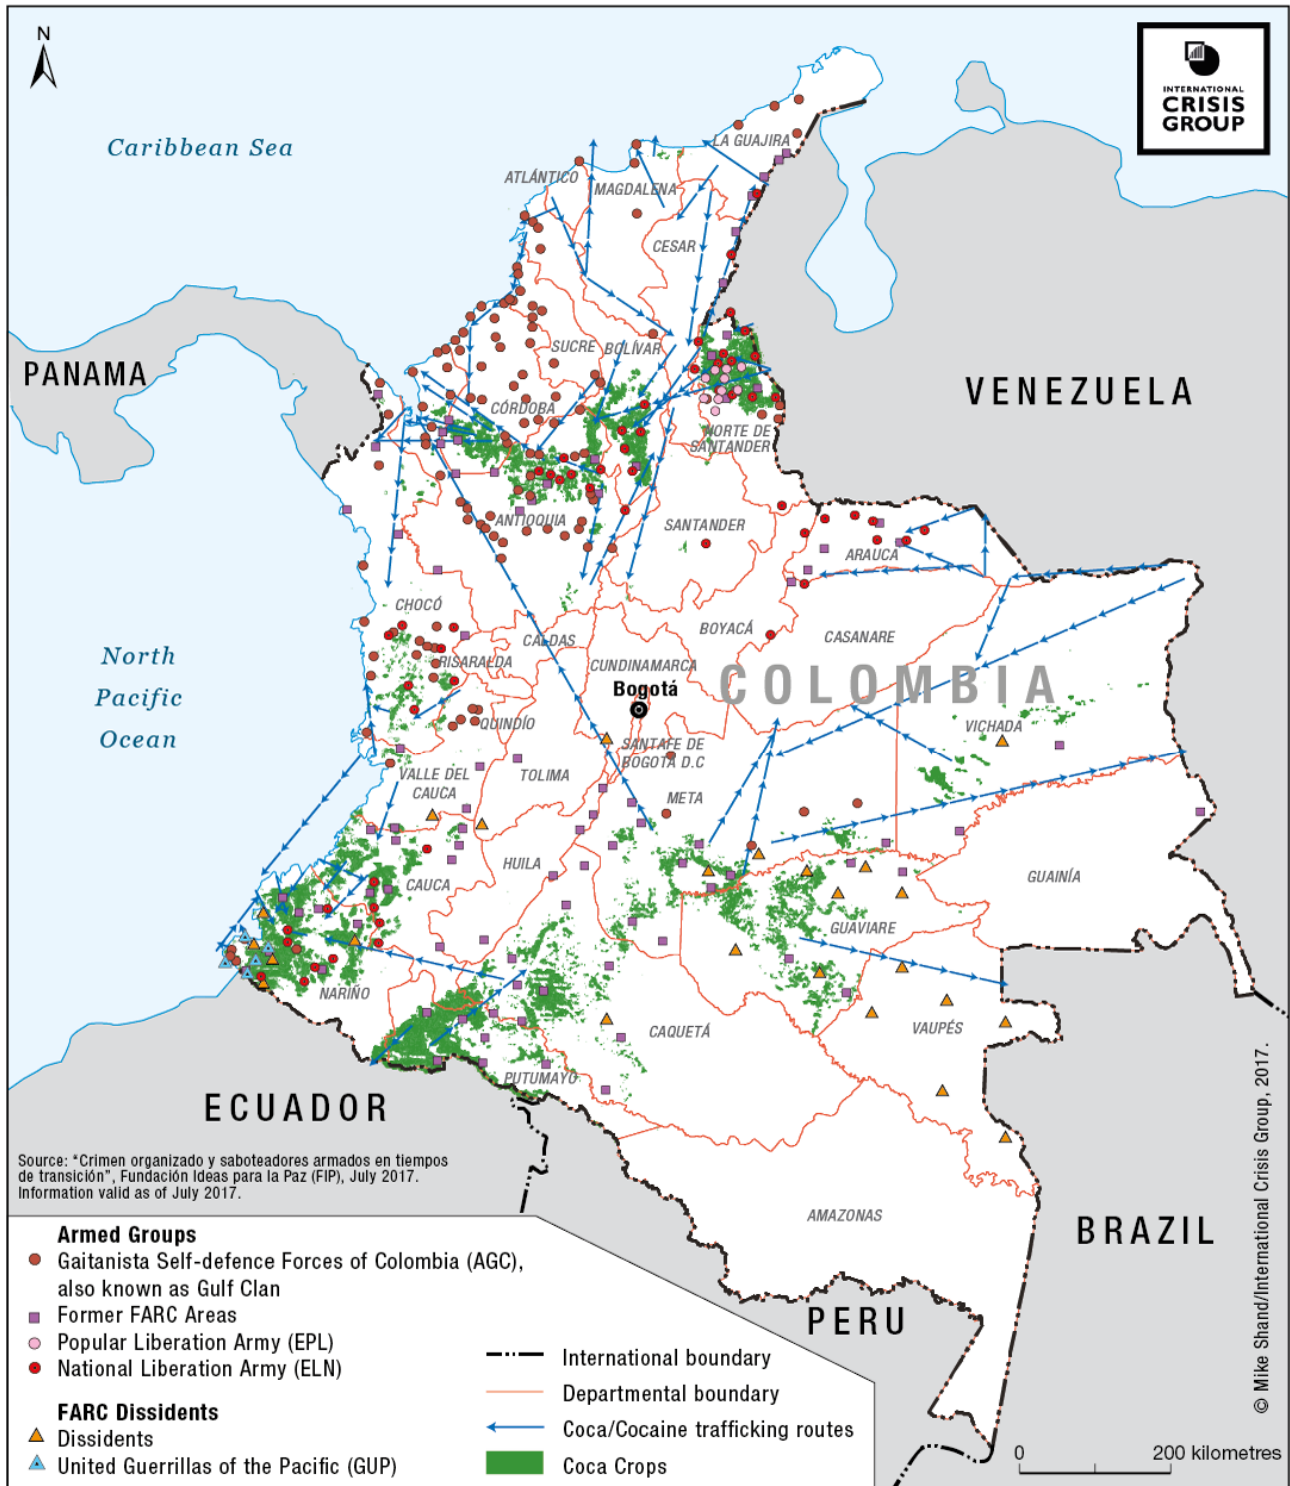 N
INTERNATIONAL
CRISIS
GROUP
Caribbean Sea
LA GUAJIRA
ATLÁNTICO
MAGDALENA
CESAR
PANAMA
SUCRE
BOLÍVAR
VENEZUELA
CÓRDOBA
NORTE DE
SANTANDER
ANTIOQUIA
SANTANDER
ARAUCA
CHOCÓ
BOYACÁ
CASANARE
CALDAS
RISARALDA
CUNDINAMARCA
North
Pacific
Ocean
Bogotá
COLOMBIA
QUINDÍO
VICHADA
SANTAFE DE
BOGOTÁ D.C
VALLE DEL
CAUCA
TOLIMA
META
HUILA
CAUCA
GUAINÍA
GUAVIARE
NARIÑO
CAQUETÁ
VAUPÉS
PUTUMAYO
ECUADOR
Source: “Crimen organizado y saboteadores armados en tiempos
de transición”, Fundación Ideas para la Paz (FIP), July 2017.
Information valid as of July 2017.
AMAZONAS
BRAZIL
PERU
Armed Groups
Gaitanista Self-defence Forces of Colombia (AGC),
also known as Gulf Clan
Former FARC Areas
Popular Liberation Army (EPL)
National Liberation Army (ELN)
FARC Dissidents
Dissidents
United Guerrillas of the Pacific (GUP)
International boundary
Departmental boundary
Coca/Cocaine trafficking routes
Coca Crops
0 200 kilometres
© Mike Shand/International Crisis Group, 2017.